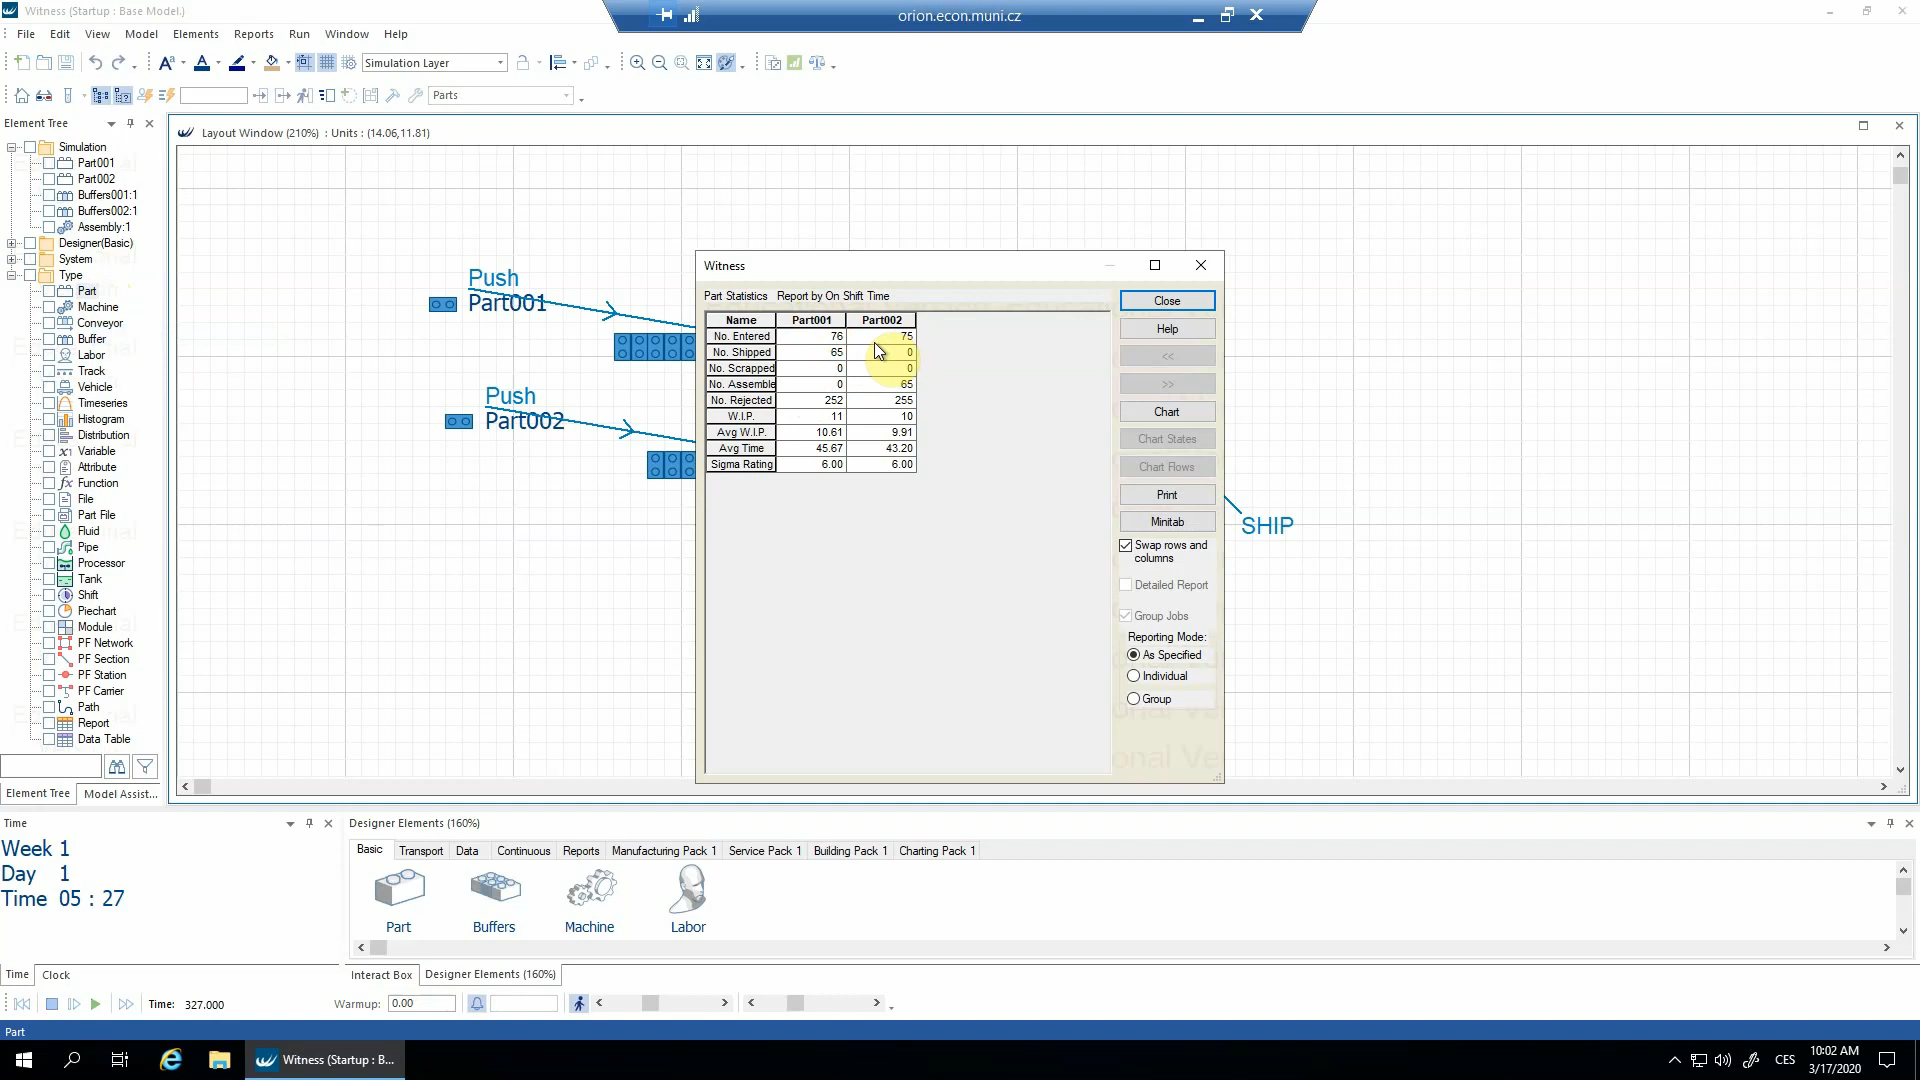 Witness (Startup : Base Model.)
orion.econ.muni.cz
File Edit View Model Elements Reports Run Window Help
Simulation Layer
Parts
Element Tree
Layout Window (210%) : Units : (14.06,11.81)
Simulation
Part001
Part002
Buffers001:1
Buffers002:1
Assembly:1
Designer(Basic)
System
Type
Part
Machine
Conveyor
Buffer
Labor
Track
Vehicle
Timeseries
Histogram
Distribution
Variable
Attribute
Function
File
Part File
Fluid
Pipe
Processor
Tank
Shift
Piechart
Module
PF Network
PF Section
PF Station
PF Carrier
Path
Report
Data Table
Element Tree Model Assist...
Push
Part001
Push
Part002
SHIP
Witness
Part Statistics Report by On Shift Time
Name Part001 Part002
No. Entered 76 75
No. Shipped 65 0
No. Scrapped 0 0
No. Assemble 0 65
No. Rejected 252 255
W.I.P. 11 10
Avg W.I.P. 10.61 9.91
Avg Time 45.67 43.20
Sigma Rating 6.00 6.00
Close
Help
<<
>>
Chart
Chart States
Chart Flows
Print
Minitab
Swap rows and
columns
Detailed Report
Group Jobs
Reporting Mode:
As Specified
Individual
Group
Time
Week 1
Day 1
Time 05 : 27
Time Clock
Designer Elements (160%)
Basic Transport Data Continuous Reports Manufacturing Pack 1 Service Pack 1 Building Pack 1 Charting Pack 1
Part Buffers Machine Labor
Interact Box Designer Elements (160%)
Time: 327.000
Warmup: 0.00
Part
Witness (Startup : B...
CES
10:02 AM
3/17/2020